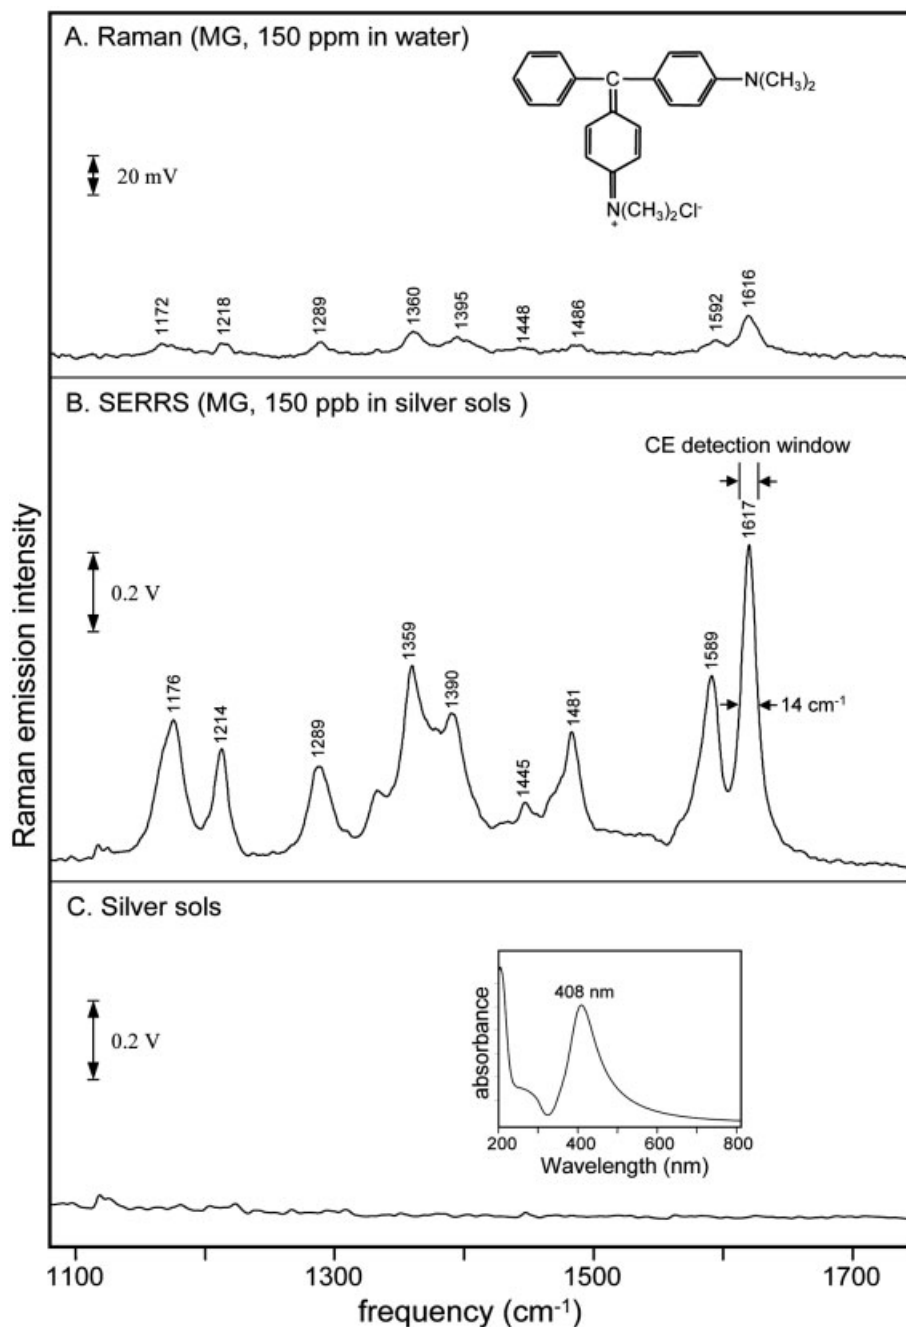 A. Raman (MG, 150 ppm in water)
C
N(CH₃)₂
N(CH₃)₂Cl⁻
+
20 mV
1172
1218
1289
1360
1395
1448
1486
1592
1616
B. SERRS (MG, 150 ppb in silver sols )
CE detection window
0.2 V
1176
1214
1289
1359
1390
1445
1481
1589
1617
14 cm⁻¹
C. Silver sols
0.2 V
408 nm
absorbance
200 400 600 800
Wavelength (nm)
Raman emission intensity
1100 1300 1500 1700
frequency (cm⁻¹)